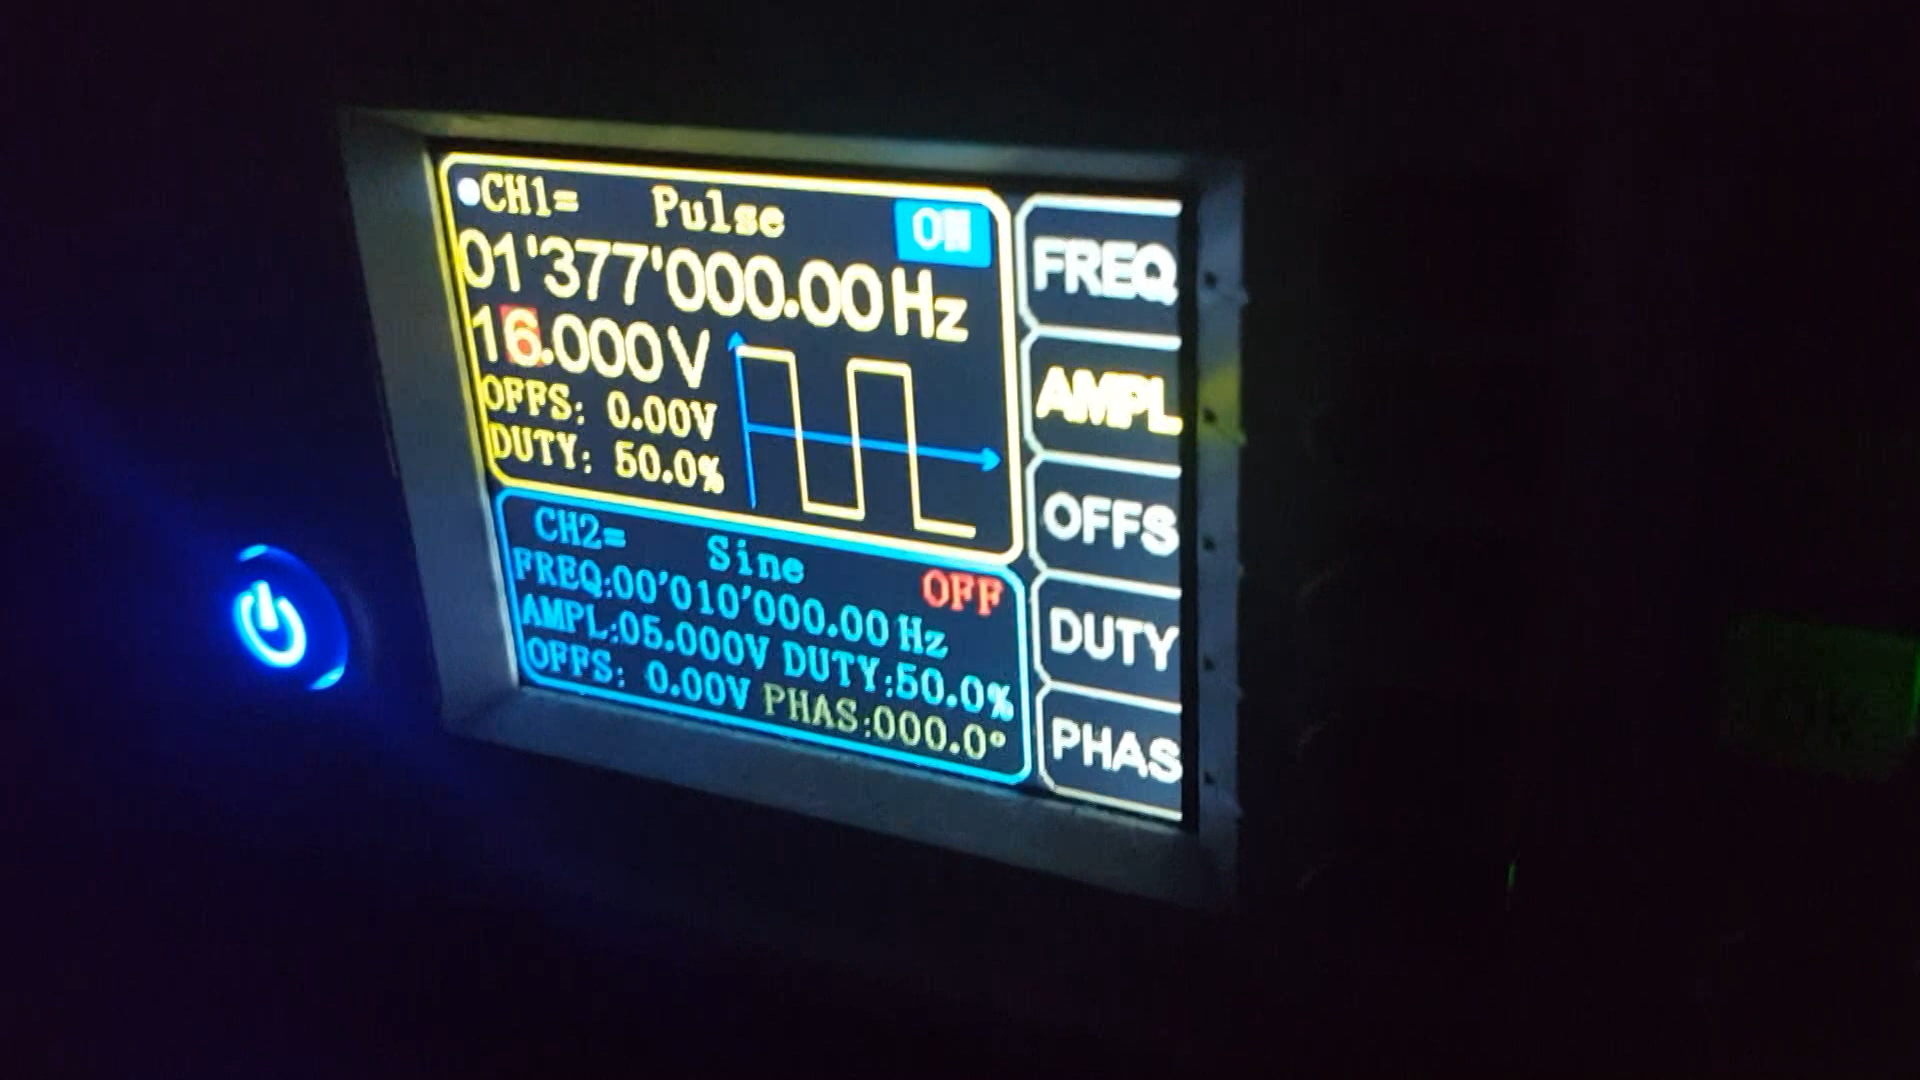 CH1= Pulse ON
01'377'000.00Hz
16.000V
OFFS: 0.00V
DUTY: 50.0%
CH2= Sine OFF
FREQ:00'010'000.00 Hz
AMPL:05.000V DUTY:50.0%
OFFS: 0.00V PHAS:000.0°
FREQ
AMPL
OFFS
DUTY
PHAS